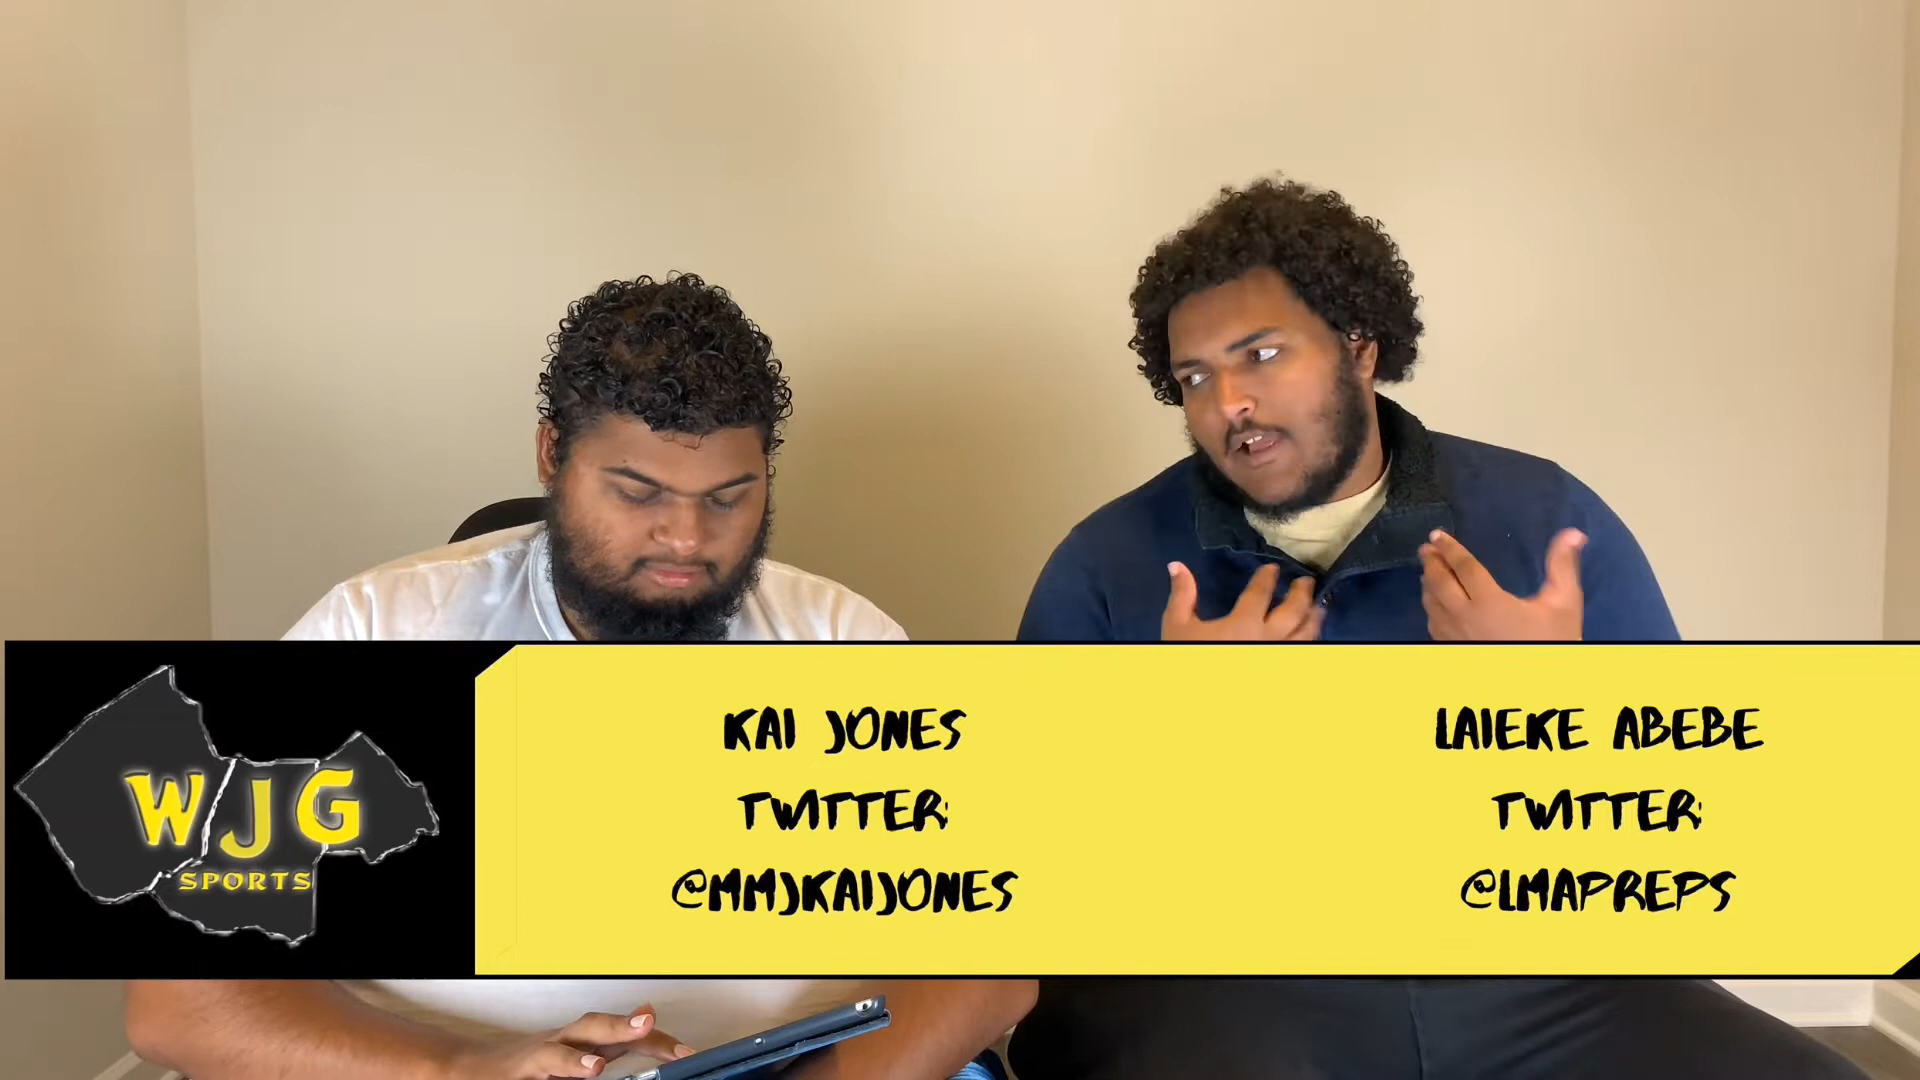 WJG
SPORTS
KAI JONES
TWITTER:
@MMJKAIJONES
LAIEKE ABEBE
TWITTER:
@LMAPREPS